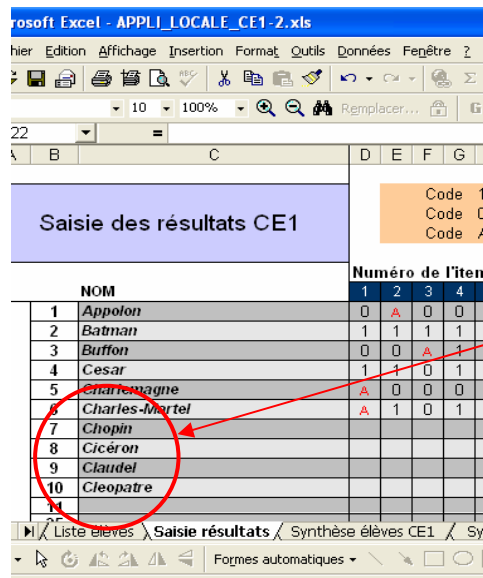 rosoft Excel - APPLI_LOCALE_CE1-2.xls
hier Edition Affichage Insertion Format Outils Données Fenêtre ?
10 100% Remplacer... G
22 =
B C D E F G
Code 1
Saisie des résultats CE1 Code 0
Code A
Numéro de l'iten
NOM 1 2 3 4
1 Appolon 0 A 0 0
2 Batman 1 1 1 1
3 Buffon 0 0 A 1
4 Cesar 1 1 0 1
5 Charlemagne A 0 0 0
6 Charles-Martel A 1 0 1
7 Chopin
8 Cicéron
9 Claudel
10 Cleopatre
11
Liste élèves Saisie résultats Synthèse élèves CE1 Sy
Formes automatiques